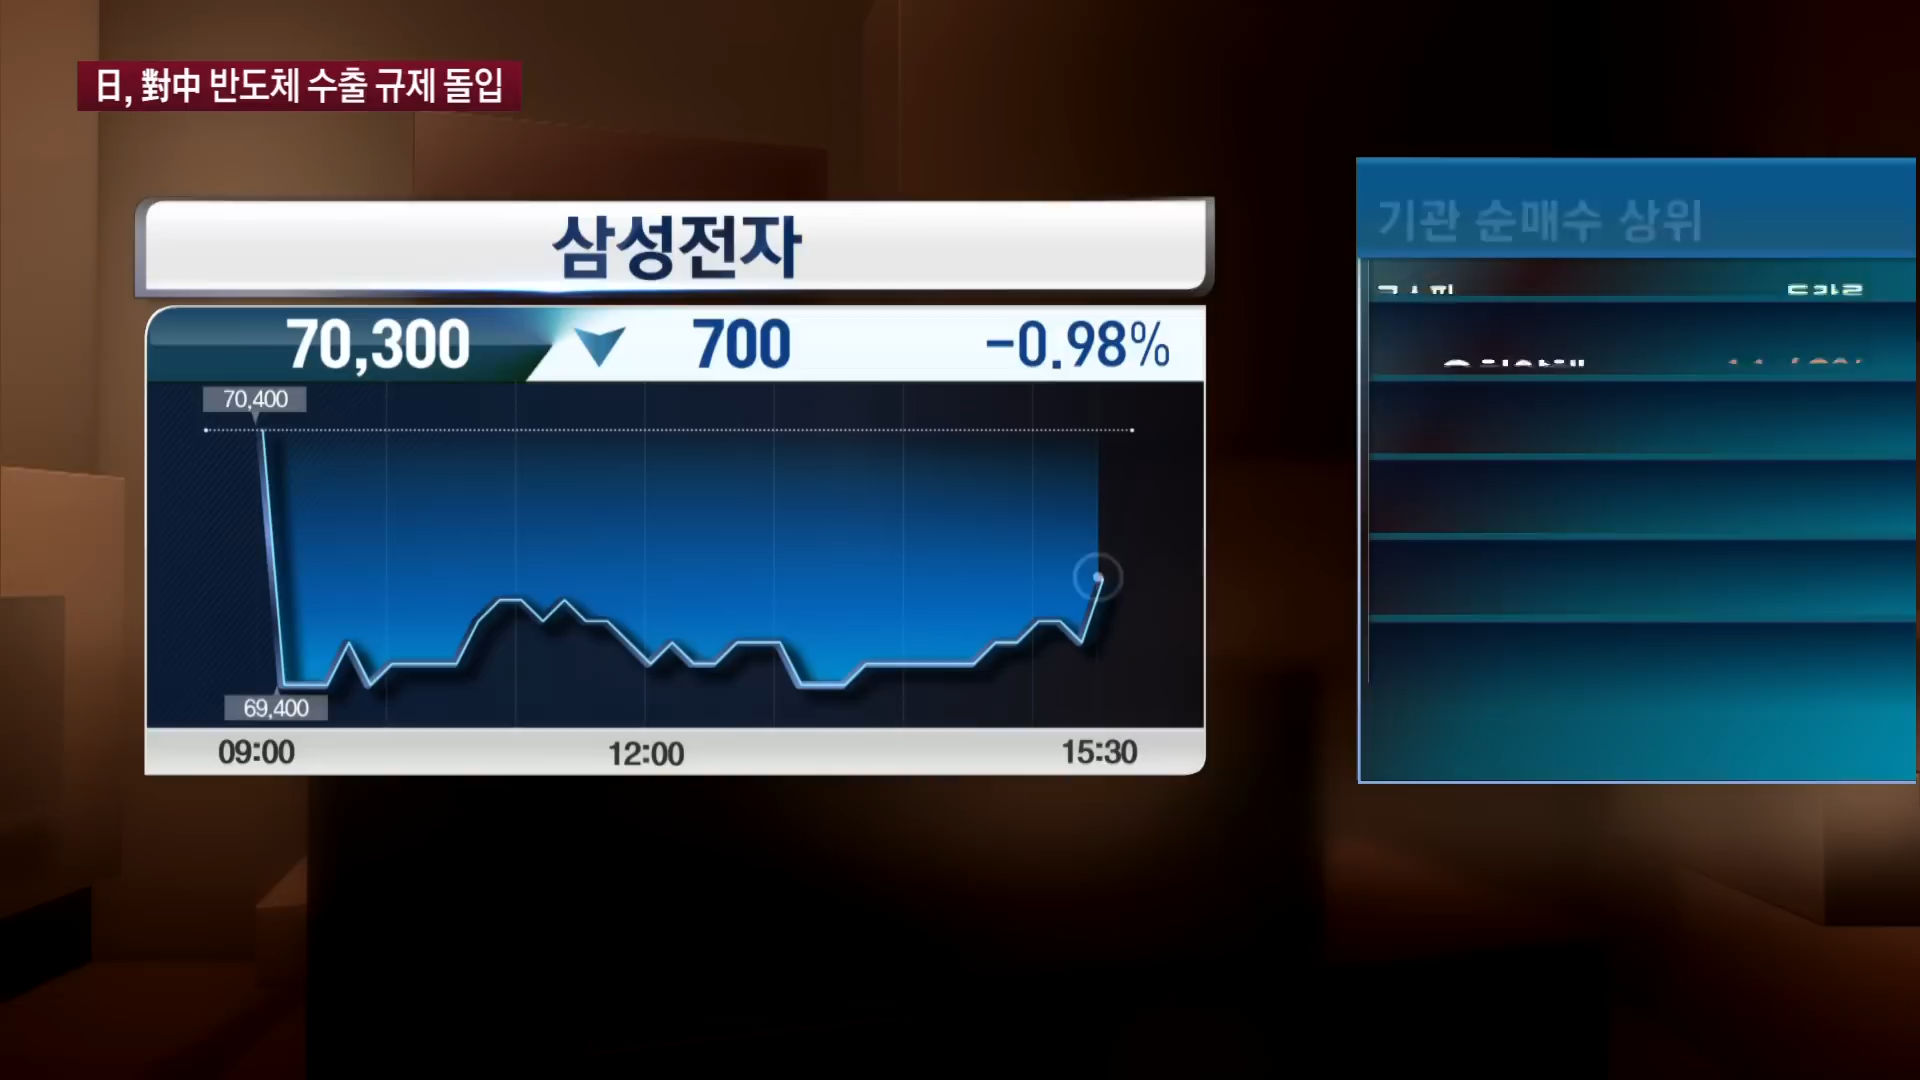 日, 對中 반도체 수출 규제 돌입
삼성전자
70,300 ▼ 700 -0.98%
70,400
69,400
09:00 12:00 15:30
기관 순매수 상위